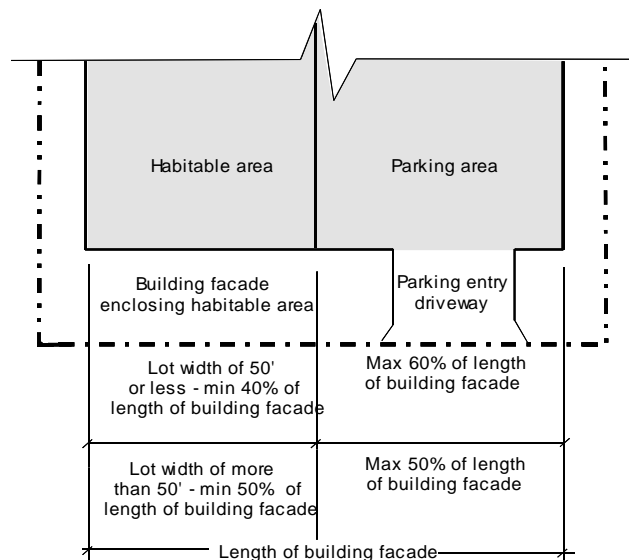 Habitable area
Parking area
Building facade
enclosing habitable area
Parking entry
driveway
Lot width of 50'
or less - min 40% of
length of building facade
Max 60% of length
of building facade
Lot width of more
than 50' - min 50% of
length of building facade
Max 50% of length
of building facade
Length of building facade